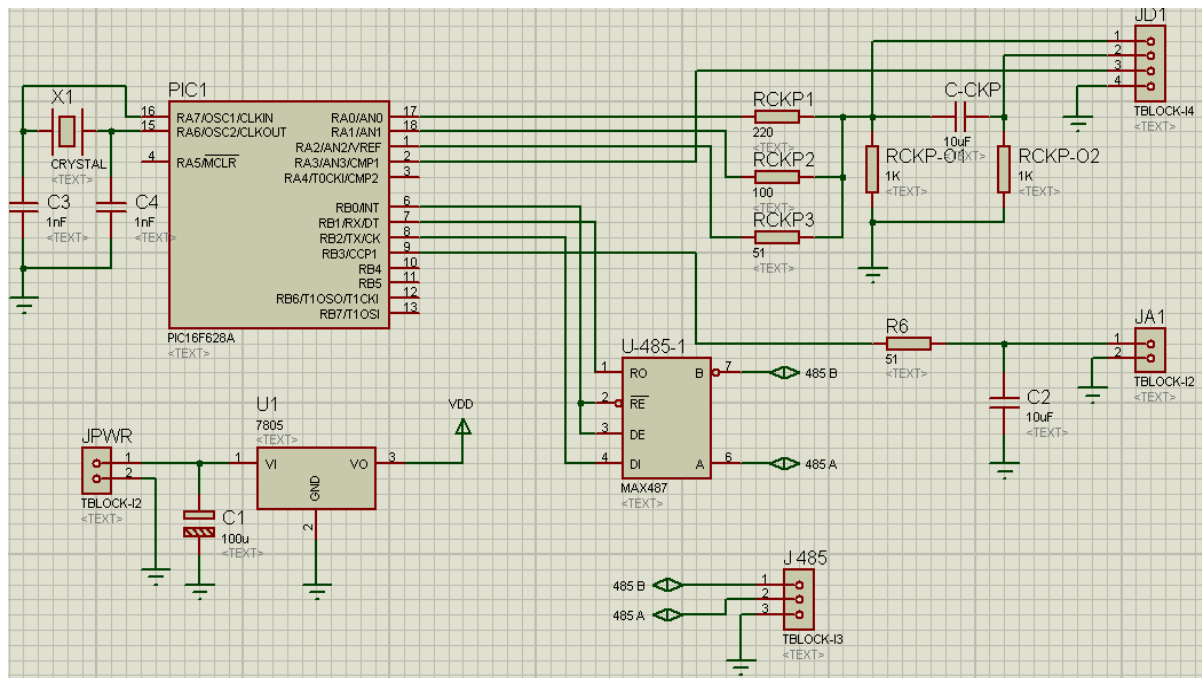 JD1
1
2
3
4
TBLOCK-I4
<TEXT>
X1
CRYSTAL
<TEXT>
C3
1nF
<TEXT>
C4
1nF
<TEXT>
PIC1
16 RA7/OSC1/CLKIN
15 RA6/OSC2/CLKOUT
4 RA5/MCLR
RA0/AN0 17
RA1/AN1 18
RA2/AN2/VREF 1
RA3/AN3/CMP1 2
RA4/T0CKI/CMP2 3
RB0/INT 6
RB1/RX/DT 7
RB2/TX/CK 8
RB3/CCP1 9
RB4 10
RB5 11
RB6/T1OSO/T1CKI 12
RB7/T1OSI 13
PIC16F628A
<TEXT>
RCKP1
220
<TEXT>
RCKP2
100
<TEXT>
RCKP3
51
<TEXT>
C-CKP
10uF
<TEXT>
RCKP-O1
1K
<TEXT>
RCKP-O2
1K
<TEXT>
R6
51
<TEXT>
JA1
1
2
TBLOCK-I2
<TEXT>
C2
10uF
<TEXT>
U-485-1
1 RO
2 RE
3 DE
4 DI
B 7
A 6
MAX487
<TEXT>
485 B
485 A
JPWR
1
2
TBLOCK-I2
<TEXT>
C1
100u
<TEXT>
U1
7805
<TEXT>
1 VI
VO 3
GND
2
VDD
J 485
485 B
485 A
1
2
3
TBLOCK-I3
<TEXT>